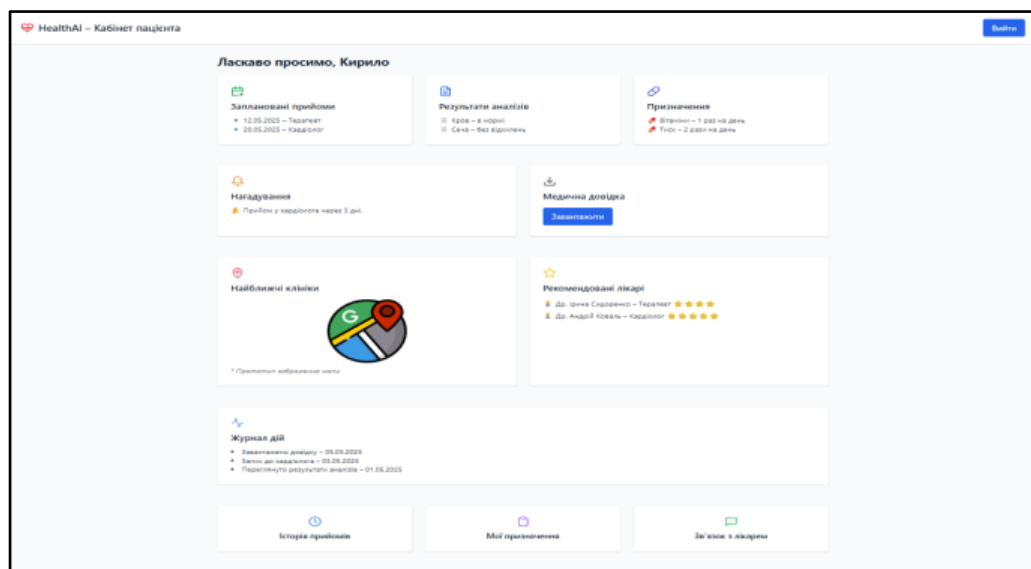 HealthAI – Кабінет пацієнта
Вийти
Ласкаво просимо, Кирило
Заплановані прийоми
12.05.2025 – Терапевт
20.05.2025 – Кардіолог
Результати аналізів
Кров – в нормі
Сеча – без відхилень
Призначення
Вітаміни – 1 раз на день
Тиск – 2 рази на день
Нагадування
Прийом у кардіолога через 3 дні.
Медична довідка
Завантажити
Найближчі клініки
G
* Прототип зображення мапи
Рекомендовані лікарі
Др. Ірина Сидоренко – Терапевт
Др. Андрій Коваль – Кардіолог
Журнал дій
Завантажено довідку – 05.05.2025
Запис до кардіолога – 03.05.2025
Переглянуто результати аналізів – 01.05.2025
Історія прийомів
Мої призначення
Зв'язок з лікарем